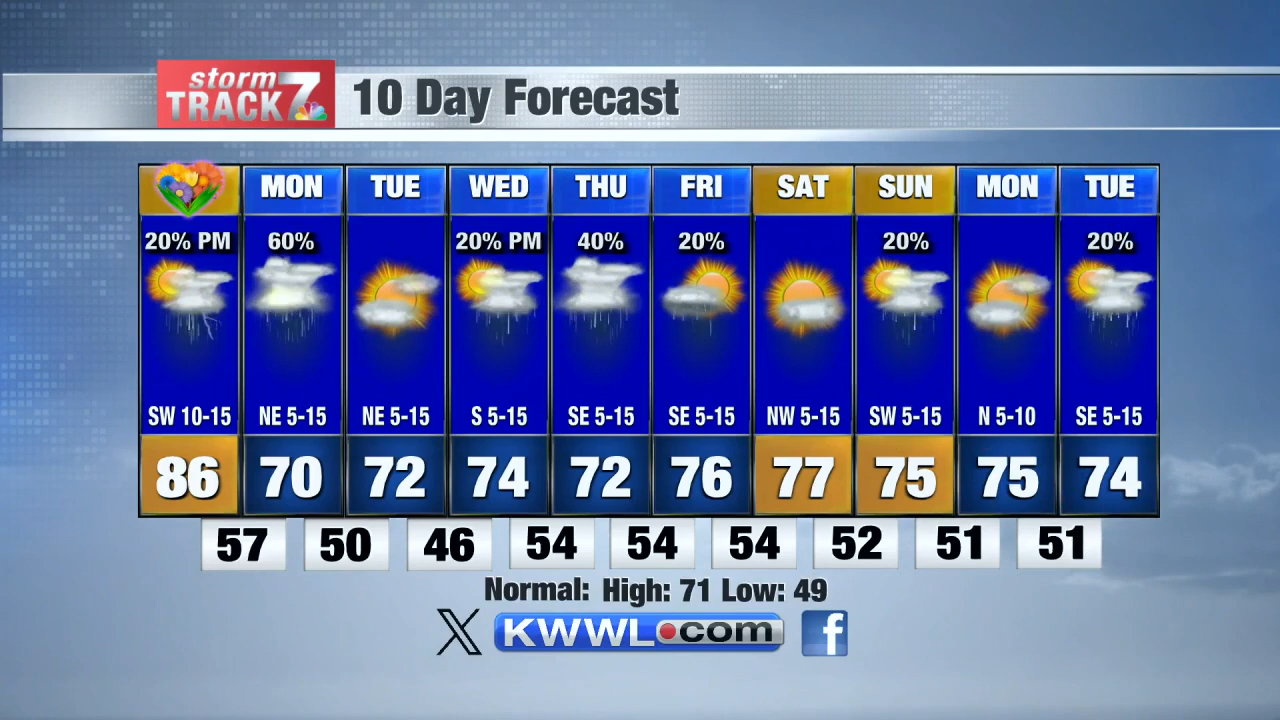 storm
TRACK 7
10 Day Forecast
MON TUE WED THU FRI SAT SUN MON TUE
20% PM 60% 20% PM 40% 20% 20% 20%
SW 10-15 NE 5-15 NE 5-15 S 5-15 SE 5-15 SE 5-15 NW 5-15 SW 5-15 N 5-10 SE 5-15
86 70 72 74 72 76 77 75 75 74
57 50 46 54 54 54 52 51 51
Normal: High: 71 Low: 49
X KWWL.com f